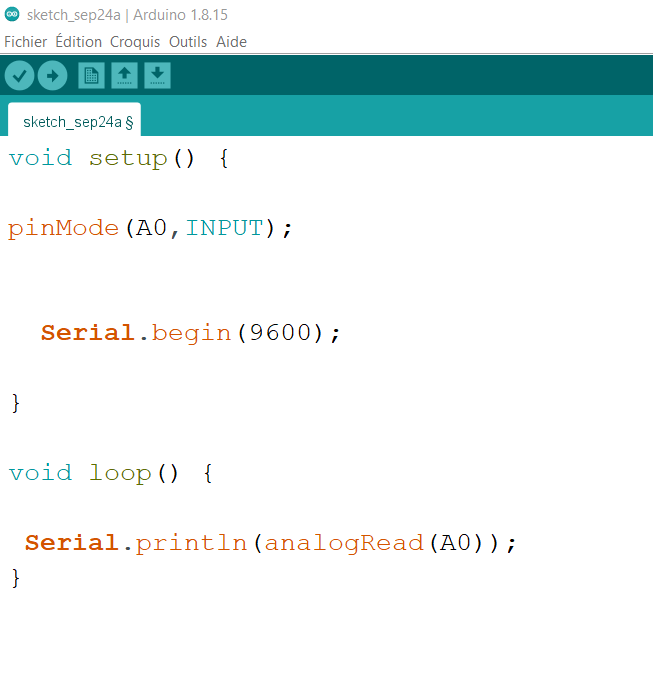 sketch_sep24a | Arduino 1.8.15
Fichier Édition Croquis Outils Aide
sketch_sep24a §
void setup() {
pinMode(A0,INPUT);
Serial.begin(9600);
}
void loop() {
Serial.println(analogRead(A0));
}